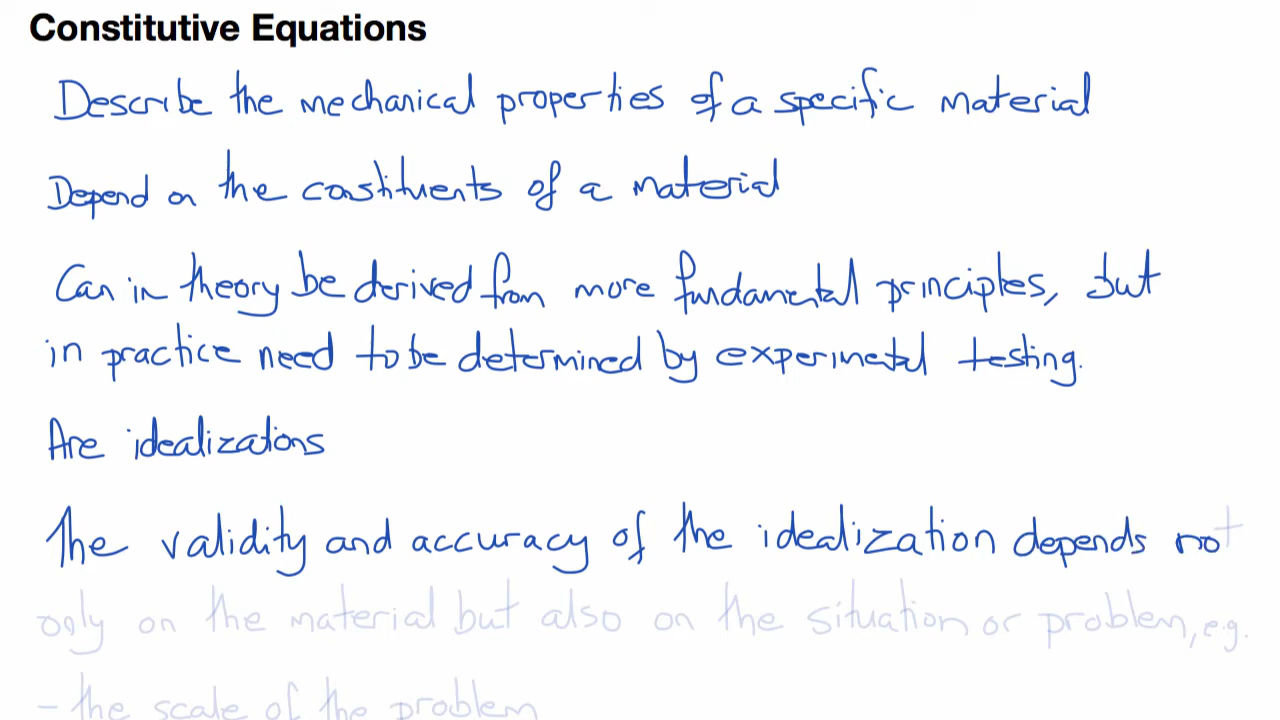 Constitutive Equations
Describe the mechanical properties of a specific material
Depend on the constituents of a material
Can in theory be derived from more fundamental principles, but
in practice need to be determined by experimetal testing.
Are idealizations
The validity and accuracy of the idealization depends not
only on the material but also on the situation or problem, e.g.
- the scale of the problem